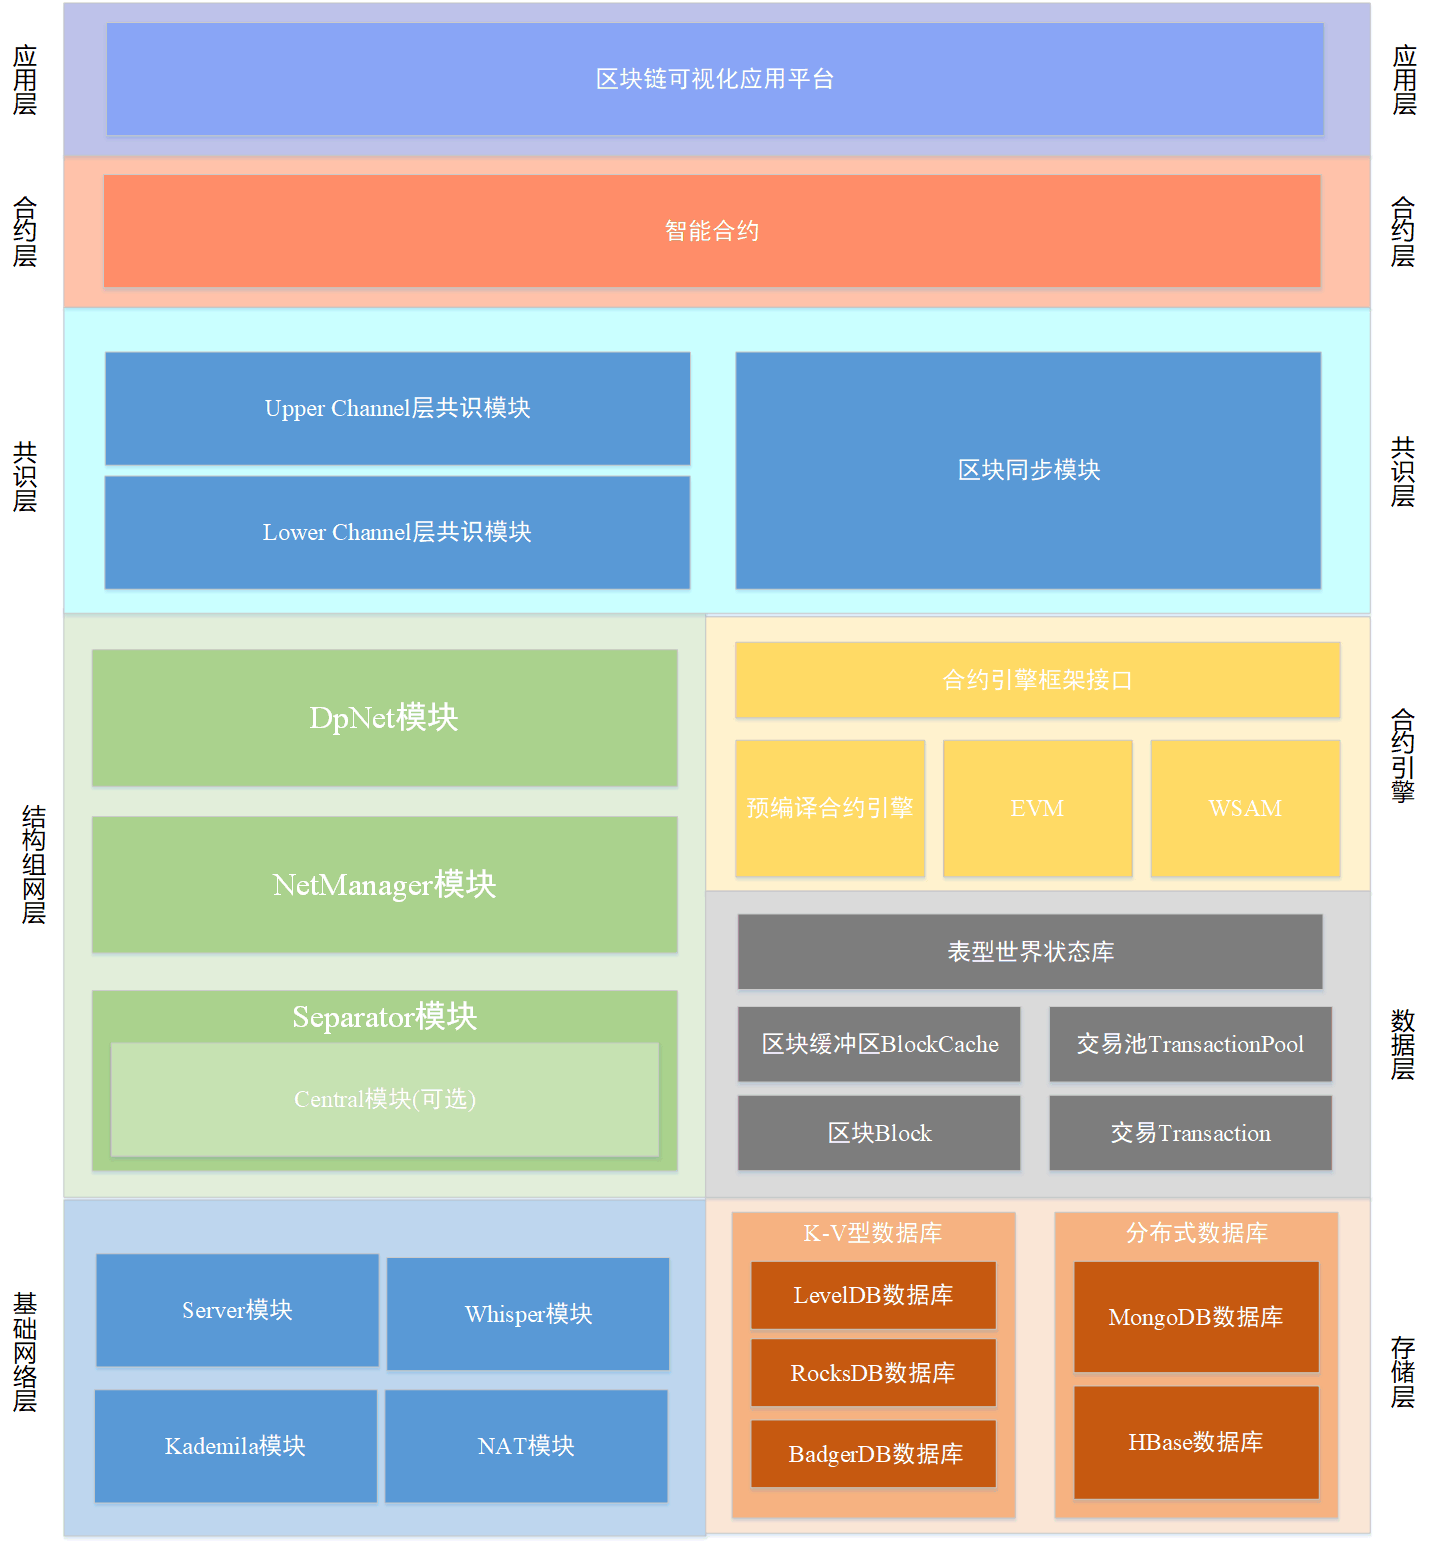 应用层
区块链可视化应用平台
应用层
合约层
智能合约
合约层
共识层
Upper Channel层共识模块
Lower Channel层共识模块
区块同步模块
共识层
结构组网层
DpNet模块
NetManager模块
Separator模块
Central模块(可选)
合约引擎框架接口
预编译合约引擎
EVM
WSAM
合约引擎
表型世界状态库
区块缓冲区BlockCache
交易池TransactionPool
区块Block
交易Transaction
数据层
基础网络层
Server模块
Whisper模块
Kademila模块
NAT模块
K-V型数据库
LevelDB数据库
RocksDB数据库
BadgerDB数据库
分布式数据库
MongoDB数据库
HBase数据库
存储层